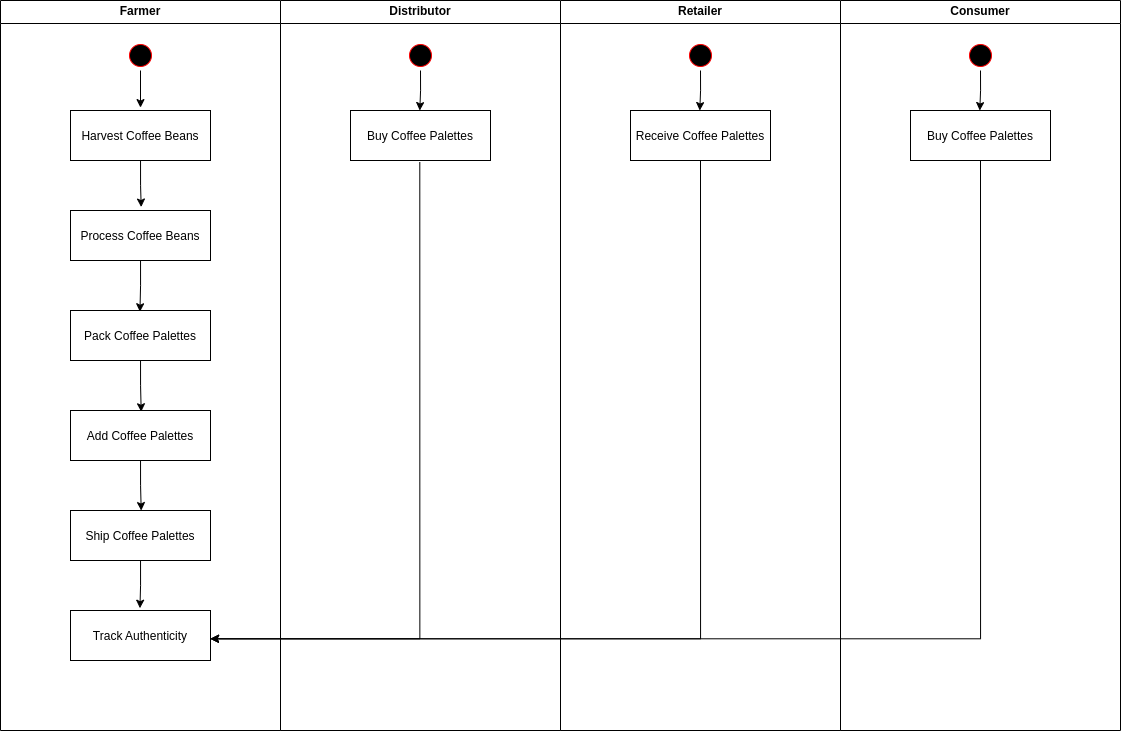 Farmer
Distributor
Retailer
Consumer
Harvest Coffee Beans
Buy Coffee Palettes
Receive Coffee Palettes
Buy Coffee Palettes
Process Coffee Beans
Pack Coffee Palettes
Add Coffee Palettes
Ship Coffee Palettes
Track Authenticity